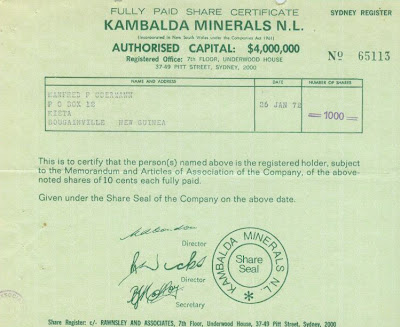 FULLY PAID SHARE CERTIFICATE
SYDNEY REGISTER
KAMBALDA MINERALS N.L.
(Incorporated in New South Wales under the Companies Act 1961)
AUTHORISED CAPITAL: $4,000,000
Registered Office: 7TH FLOOR, UNDERWOOD HOUSE
37-49 PITT STREET, SYDNEY, 2000
No 65113
NAME AND ADDRESS DATE NUMBER OF SHARES
MANFRED P
P O BOX 12 25 JAN 72 1000
KIETA
BOUGAINVILLE NEW GUINEA
This is to certify that the person(s) named above is the registered holder, subject
to the Memorandum and Articles of Association of the Company, of the above-
noted shares of 10 cents each fully paid.
Given under the Share Seal of the Company on the above date.
Director
Director
Secretary
KAMBALDA MINERALS N.L.
Share
Seal
Share Register: c/- RAWNSLEY AND ASSOCIATES, 7th Floor, Underwood House, 37-49 Pitt Street, Sydney, 2000